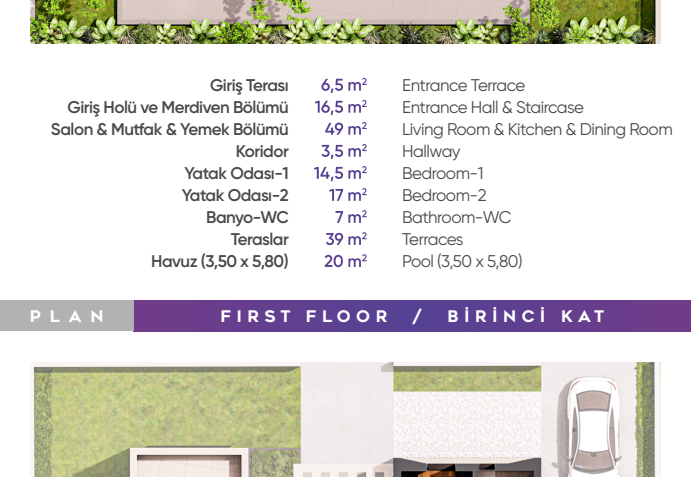 Giriş Terası 6,5 m² Entrance Terrace
Giriş Holü ve Merdiven Bölümü 16,5 m² Entrance Hall & Staircase
Salon & Mutfak & Yemek Bölümü 49 m² Living Room & Kitchen & Dining Room
Koridor 3,5 m² Hallway
Yatak Odası-1 14,5 m² Bedroom-1
Yatak Odası-2 17 m² Bedroom-2
Banyo-WC 7 m² Bathroom-WC
Teraslar 39 m² Terraces
Havuz (3,50 x 5,80) 20 m² Pool (3,50 x 5,80)
PLAN FIRST FLOOR / BİRİNCİ KAT